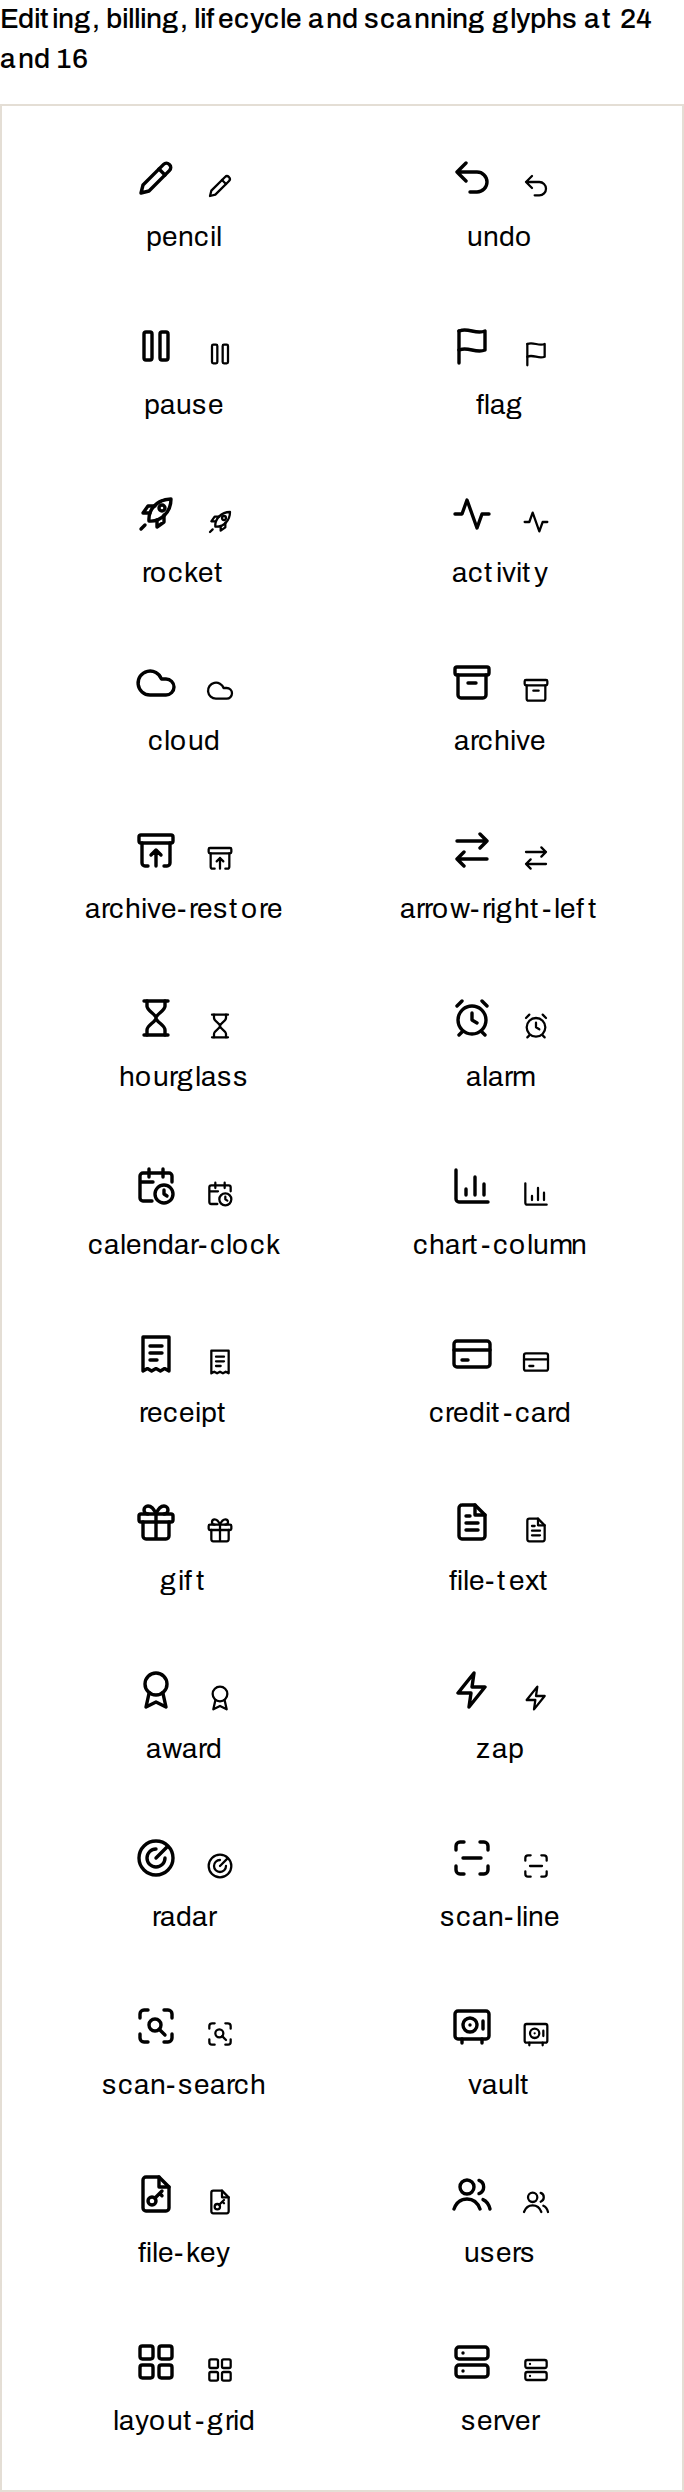 Editing, billing, lifecycle and scanning glyphs at 24
and 16
pencil
undo
pause
flag
rocket
activity
cloud
archive
archive-restore
arrow-right-left
hourglass
alarm
calendar-clock
chart-column
receipt
credit-card
gift
file-text
award
zap
radar
scan-line
scan-search
vault
file-key
users
layout-grid
server